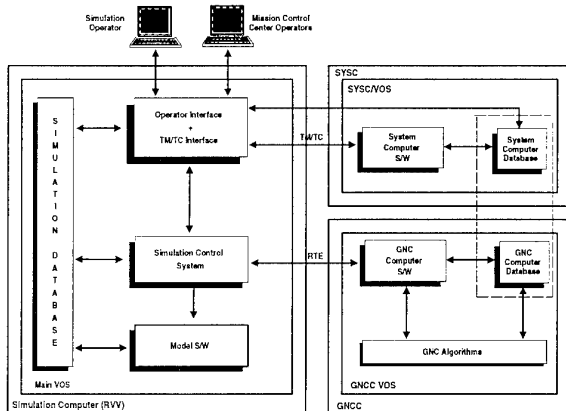 Simulation
Operator
Mission Control
Center Operators
SYSC
SYSC/VOS
Operator Interface
+
TM/TC Interface
TM/TC
System
Computer
S/W
System
Computer
Database
SIMULATION DATABASE
Simulation Control
System
RTE
GNC
Computer
S/W
GNC
Computer
Database
Model S/W
GNC Algorithms
Main VOS
GNCC VOS
Simulation Computer (RVV)
GNCC